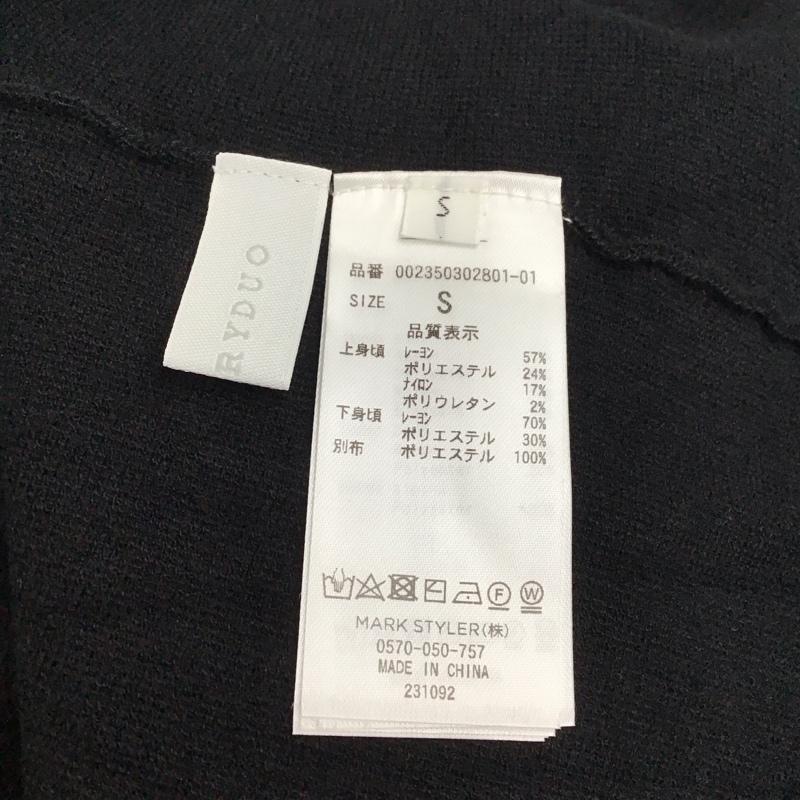 RYDUO
S
品番 002350302801-01
SIZE S
品質表示
上身頃 レーヨン 57%
ポリエステル 24%
ナイロン 17%
ポリウレタン 2%
下身頃 レーヨン 70%
ポリエステル 30%
別布 ポリエステル 100%
F W
MARK STYLER(株)
0570-050-757
MADE IN CHINA
231092